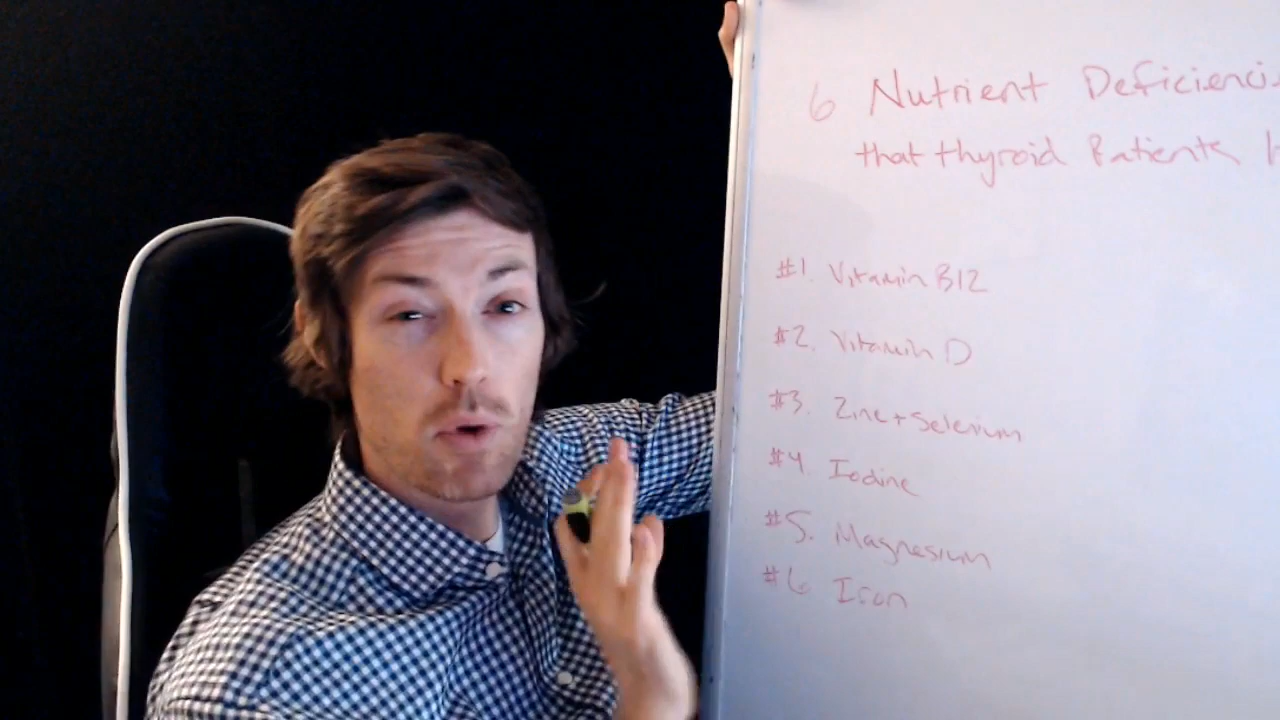 6 Nutrient Deficienci
that thyroid Patients H
#1. Vitamin B12
#2. Vitamin D
#3. Zinc + Selenium
#4. Iodine
#5. Magnesium
#6 Iron